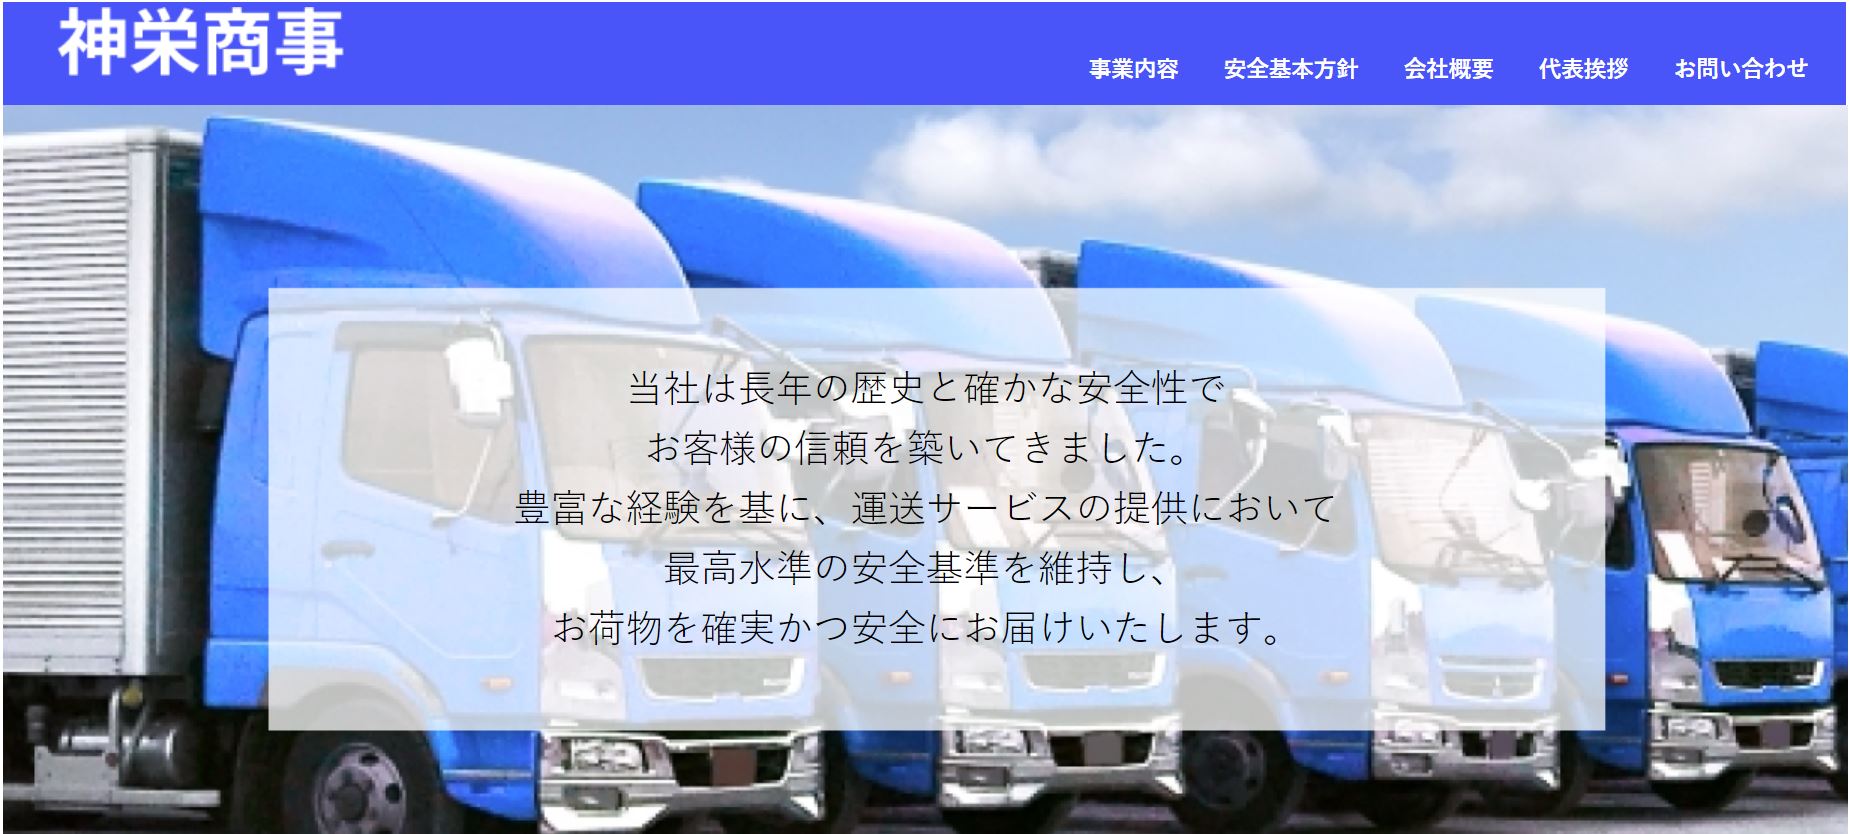 神栄商事
事業内容 安全基本方針 会社概要 代表挨拶 お問い合わせ
当社は長年の歴史と確かな安全性で
お客様の信頼を築いてきました。
豊富な経験を基に、運送サービスの提供において
最高水準の安全基準を維持し、
お荷物を確実かつ安全にお届けいたします。